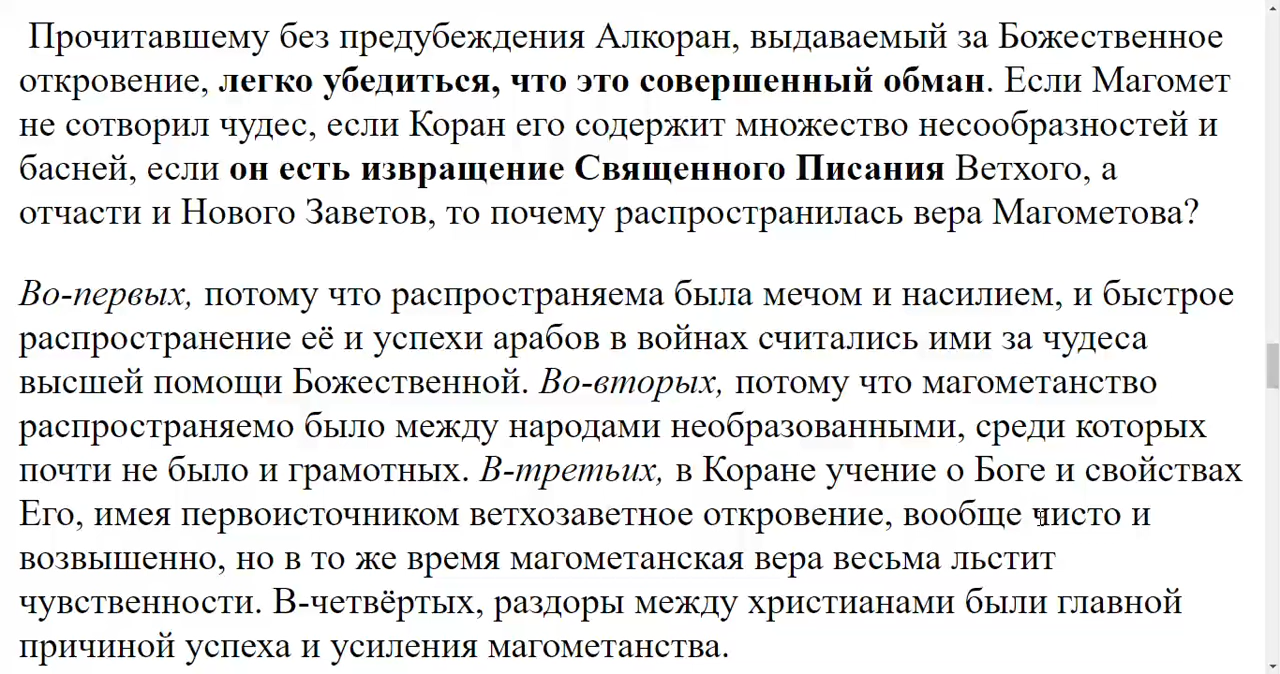 Прочитавшему без предубеждения Алкоран, выдаваемый за Божественное
откровение, легко убедиться, что это совершенный обман. Если Магомет
не сотворил чудес, если Коран его содержит множество несообразностей и
басней, если он есть извращение Священного Писания Ветхого, а
отчасти и Нового Заветов, то почему распространилась вера Магометова?
Во-первых, потому что распространяема была мечом и насилием, и быстрое
распространение её и успехи арабов в войнах считались ими за чудеса
высшей помощи Божественной. Во-вторых, потому что магометанство
распространяемо было между народами необразованными, среди которых
почти не было и грамотных. В-третьих, в Коране учение о Боге и свойствах
Его, имея первоисточником ветхозаветное откровение, вообще чисто и
возвышенно, но в то же время магометанская вера весьма льстит
чувственности. В-четвёртых, раздоры между христианами были главной
причиной успеха и усиления магометанства.